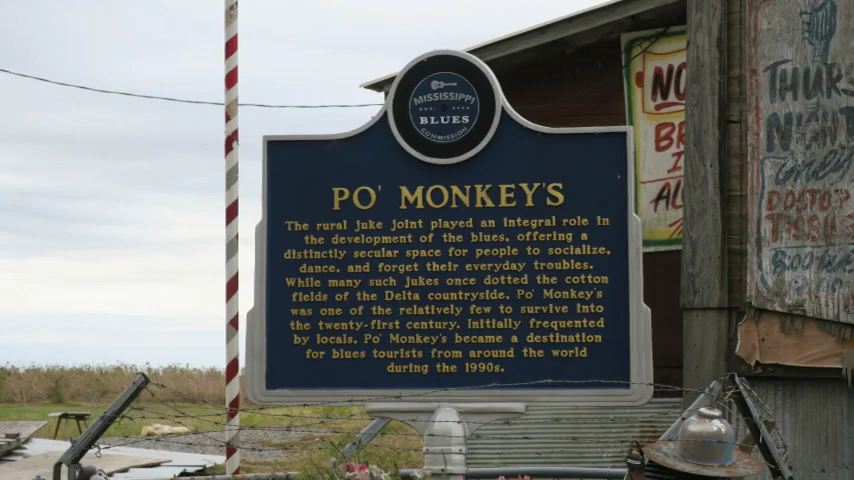 MISSISSIPPI
BLUES
COMMISSION
PO' MONKEY'S
The rural juke joint played an integral role in
the development of the blues, offering a
distinctly secular space for people to socialize,
dance, and forget their everyday troubles.
While many such jukes once dotted the cotton
fields of the Delta countryside, Po' Monkey's
was one of the relatively few to survive into
the twenty-first century. Initially frequented
by locals, Po' Monkey's became a destination
for blues tourists from around the world
during the 1990s.
NO
BR
I
AL
THURS
NIGHT